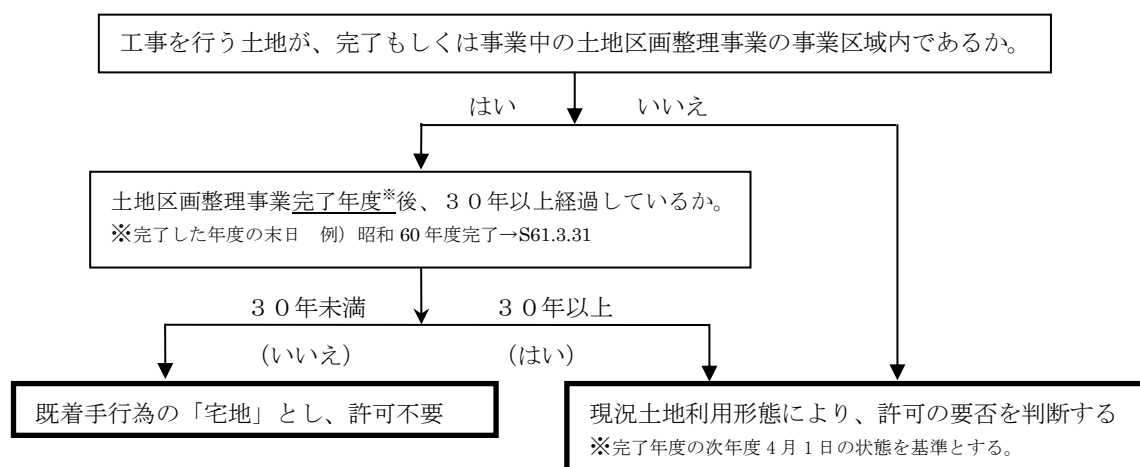 工事を行う土地が、完了もしくは事業中の土地区画整理事業の事業区域内であるか。
はい いいえ
土地区画整理事業完了年度※後、３０年以上経過しているか。
※完了した年度の末日 例）昭和 60 年度完了→S61.3.31
３０年未満 ３０年以上
（いいえ） （はい）
既着手行為の「宅地」とし、許可不要
現況土地利用形態により、許可の要否を判断する
※完了年度の次年度 4 月 1 日の状態を基準とする。